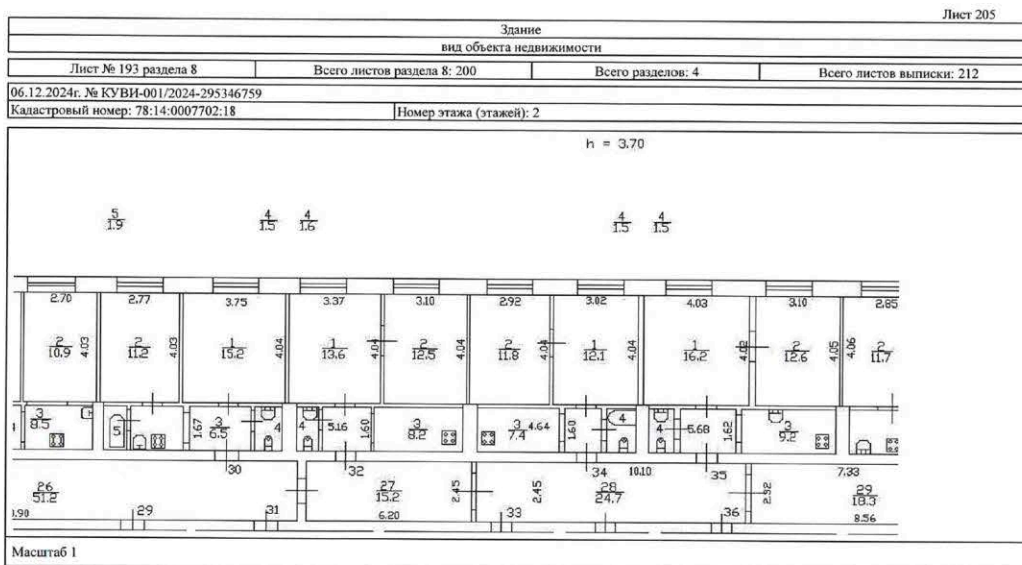 Лист 205
Здание
вид объекта недвижимости
Лист № 193 раздела 8 Всего листов раздела 8: 200 Всего разделов: 4 Всего листов выписки: 212
06.12.2024г. № КУВИ-001/2024-295346759
Кадастровый номер: 78:14:0007702:18 Номер этажа (этажей): 2
h = 3.70
5 4 4 4 4
1.9 1.5 1.6 1.5 1.5
2.70 2.77 3.75 3.37 3.10 2.92 3.02 4.03 3.10 2.85
2 2 1 1 2 2 1 1 2 2
10.9 4.03 11.2 4.03 15.2 4.04 13.6 4.04 12.5 4.04 11.8 4.04 12.1 4.04 16.2 4.02 12.6 4.05 4.06 11.7
3 5 1.67 3 4 4 5.16 1.60 3 3 4.64 1.60 4 4 5.68 1.62 3
8.5 6.5 8.2 7.4 9.2
30 32 34 10.10 35 7.33
26 27 2.45 2.45 28 2.92 29
51.2 15.2 24.7 18.3
.90 29 31 6.20 33 36 8.56
Масштаб 1